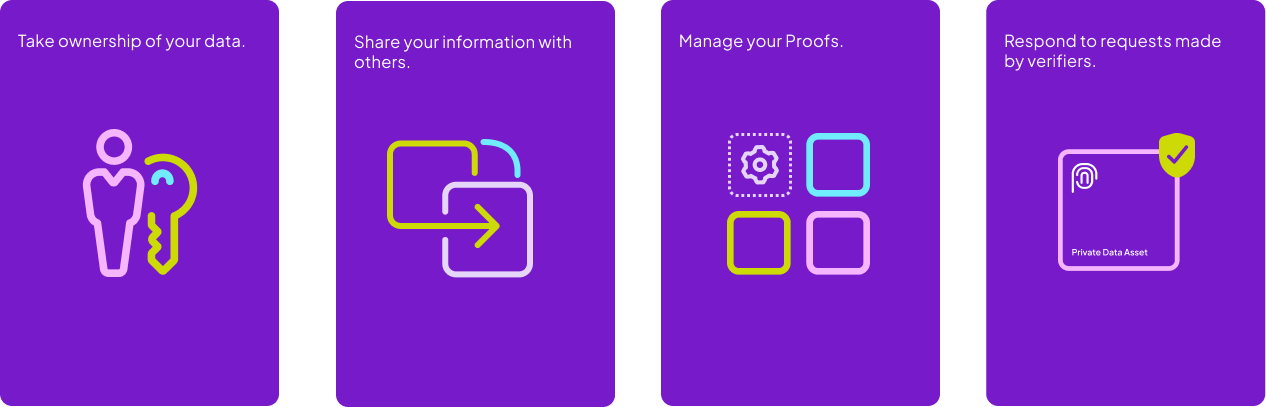 Take ownership of your data.
Share your information with
others.
Manage your Proofs.
Respond to requests made
by verifiers.
Private Data Asset